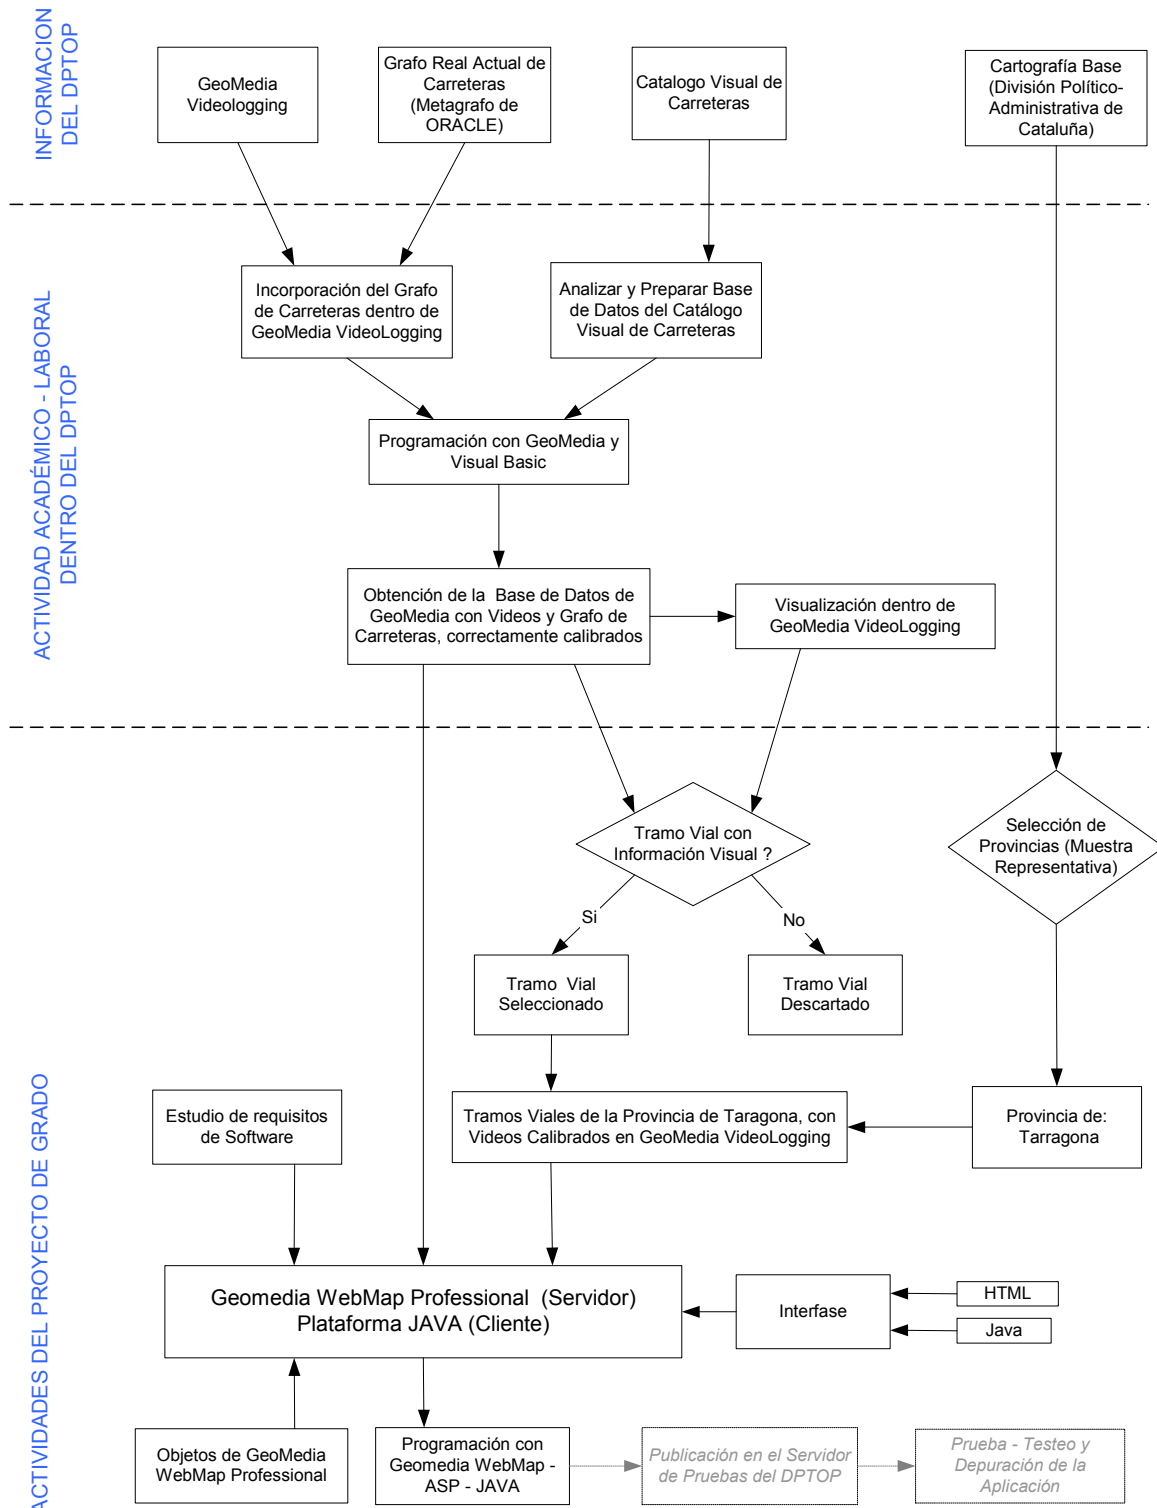 INFORMACION
DEL DPTOP
GeoMedia
Videologging
Grafo Real Actual de
Carreteras
(Metagrafo de
ORACLE)
Catalogo Visual de
Carreteras
Cartografía Base
(División Político-
Administrativa de
Cataluña)
ACTIVIDAD ACADÉMICO - LABORAL
DENTRO DEL DPTOP
Incorporación del Grafo
de Carreteras dentro de
GeoMedia VideoLogging
Analizar y Preparar Base
de Datos del Catálogo
Visual de Carreteras
Programación con GeoMedia y
Visual Basic
Obtención de la Base de Datos de
GeoMedia con Videos y Grafo de
Carreteras, correctamente calibrados
Visualización dentro de
GeoMedia VideoLogging
ACTIVIDADES DEL PROYECTO DE GRADO
Tramo Vial con
Información Visual ?
Selección de
Provincias (Muestra
Representativa)
Si
No
Tramo Vial
Seleccionado
Tramo Vial
Descartado
Estudio de requisitos
de Software
Tramos Viales de la Provincia de Taragona, con
Videos Calibrados en GeoMedia VideoLogging
Provincia de:
Tarragona
Geomedia WebMap Professional (Servidor)
Plataforma JAVA (Cliente)
Interfase
HTML
Java
Objetos de GeoMedia
WebMap Professional
Programación con
Geomedia WebMap -
ASP - JAVA
Publicación en el Servidor
de Pruebas del DPTOP
Prueba - Testeo y
Depuración de la
Aplicación